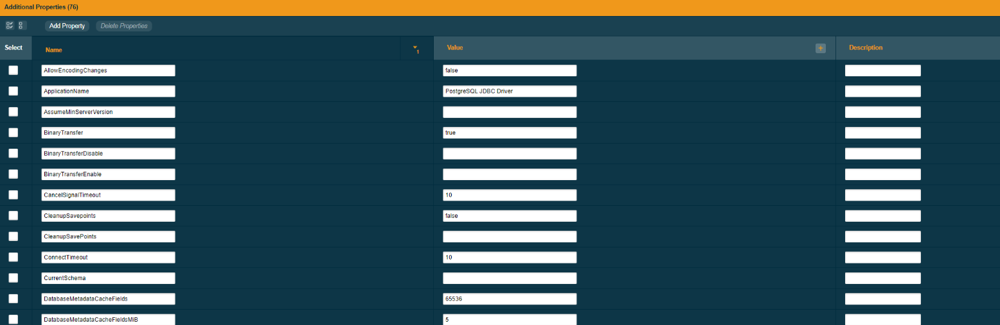 Additional Properties (76)
Add Property Delete Properties
Select Name 1 Value + Description
AllowEncodingChanges false
ApplicationName PostgreSQL JDBC Driver
AssumeMinServerVersion
BinaryTransfer true
BinaryTransferDisable
BinaryTransferEnable
CancelSignalTimeout 10
CleanupSavepoints false
CleanupSavePoints
ConnectTimeout 10
CurrentSchema
DatabaseMetadataCacheFields 65536
DatabaseMetadataCacheFieldsMiB 5